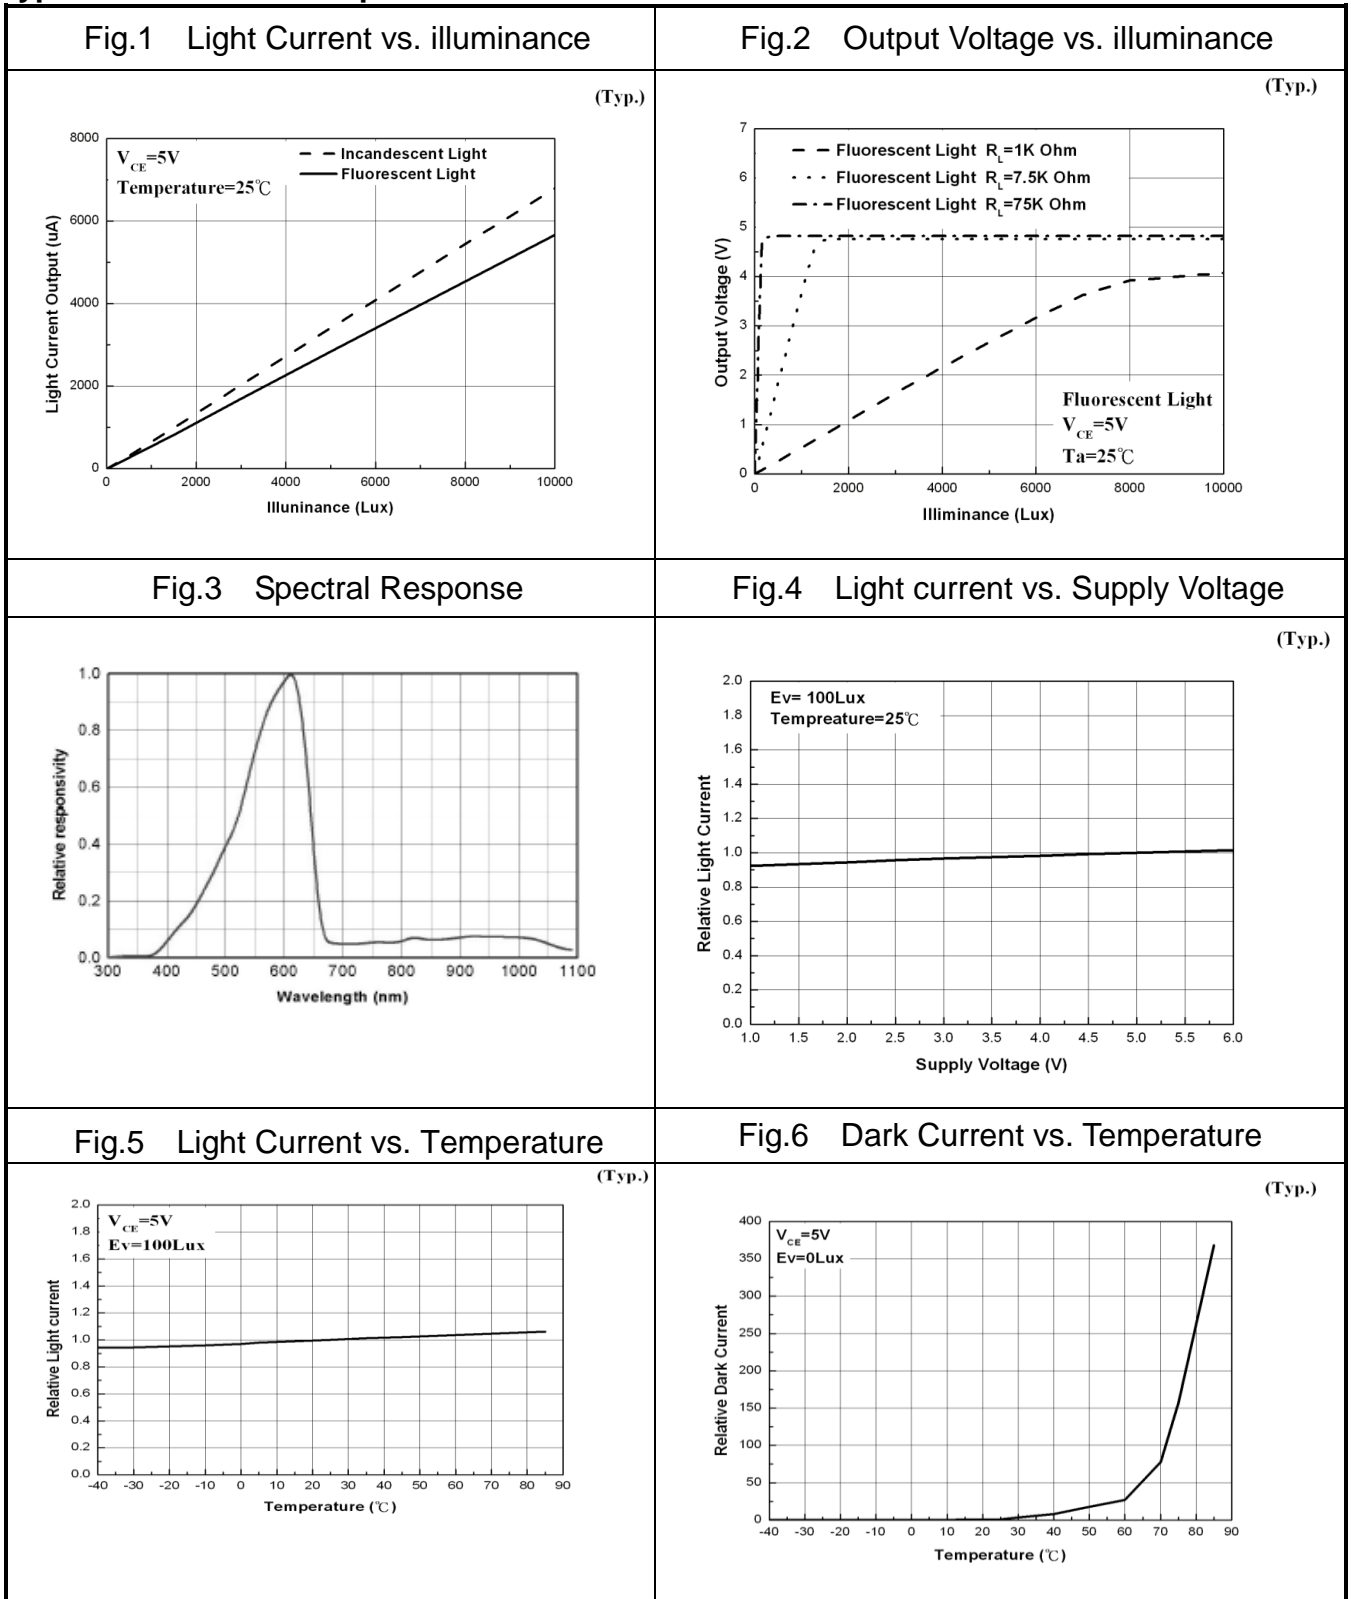 Fig.1 Light Current vs. illuminance
(Typ.)
8000
6000
4000
2000
0
V CE=5V
Temperature=25℃
Incandescent Light
Fluorescent Light
Light Current Output (uA)
0 2000 4000 6000 8000 10000
Illuninance (Lux)
Fig.2 Output Voltage vs. illuminance
(Typ.)
7
6
5
4
3
2
1
0
Fluorescent Light RL=1K Ohm
Fluorescent Light RL=7.5K Ohm
Fluorescent Light RL=75K Ohm
Output Voltage (V)
Fluorescent Light
V CE=5V
Ta=25℃
0 2000 4000 6000 8000 10000
Illiminance (Lux)
Fig.3 Spectral Response
1.0
0.8
0.6
0.4
0.2
0.0
Relative responsivity
300 400 500 600 700 800 900 1000 1100
Wavelength (nm)
Fig.4 Light current vs. Supply Voltage
(Typ.)
2.0
1.8
1.6
1.4
1.2
1.0
0.8
0.6
0.4
0.2
0.0
Ev= 100Lux
Tempreature=25℃
Relative Light Current
1.0 1.5 2.0 2.5 3.0 3.5 4.0 4.5 5.0 5.5 6.0
Supply Voltage (V)
Fig.5 Light Current vs. Temperature
(Typ.)
2.0
1.8
1.6
1.4
1.2
1.0
0.8
0.6
0.4
0.2
0.0
V CE=5V
Ev=100Lux
Relative Light current
-40 -30 -20 -10 0 10 20 30 40 50 60 70 80 90
Temperature (℃)
Fig.6 Dark Current vs. Temperature
(Typ.)
400
350
300
250
200
150
100
50
0
VCE=5V
Ev=0Lux
Relative Dark Current
-40 -30 -20 -10 0 10 20 30 40 50 60 70 80 90
Temperature (℃)